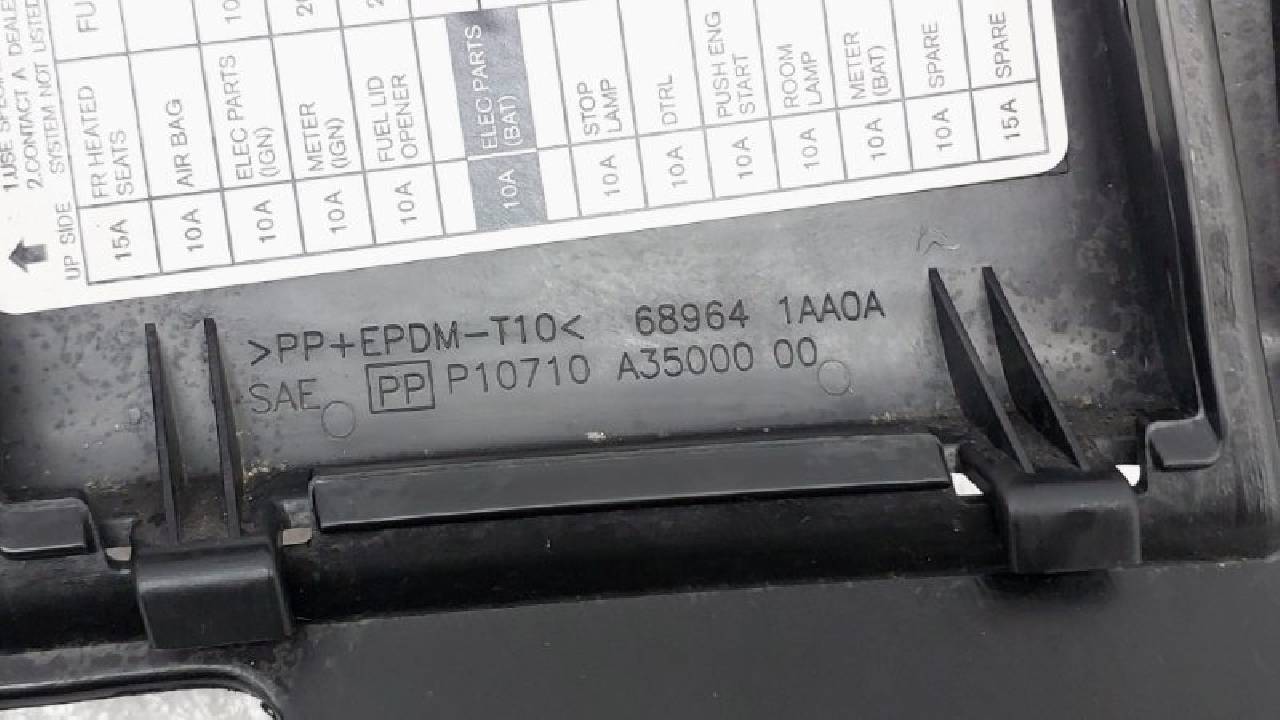 1.USE SPECI
2.CONTACT A DEALE
SYSTEM NOT LISTED
UP SIDE
FU
10
FR HEATED SEATS
15A
AIR BAG
10A
ELEC PARTS (IGN)
10A
METER (IGN)
10A
FUEL LID OPENER
10A
ELEC PARTS (BAT)
10A
STOP LAMP
10A
DTRL
10A
PUSH ENG START
10A
ROOM LAMP
10A
METER (BAT)
10A
SPARE
10A
SPARE
15A
>PP+EPDM-T10< 68964 1AA0A
SAE PP P10710 A35000 00